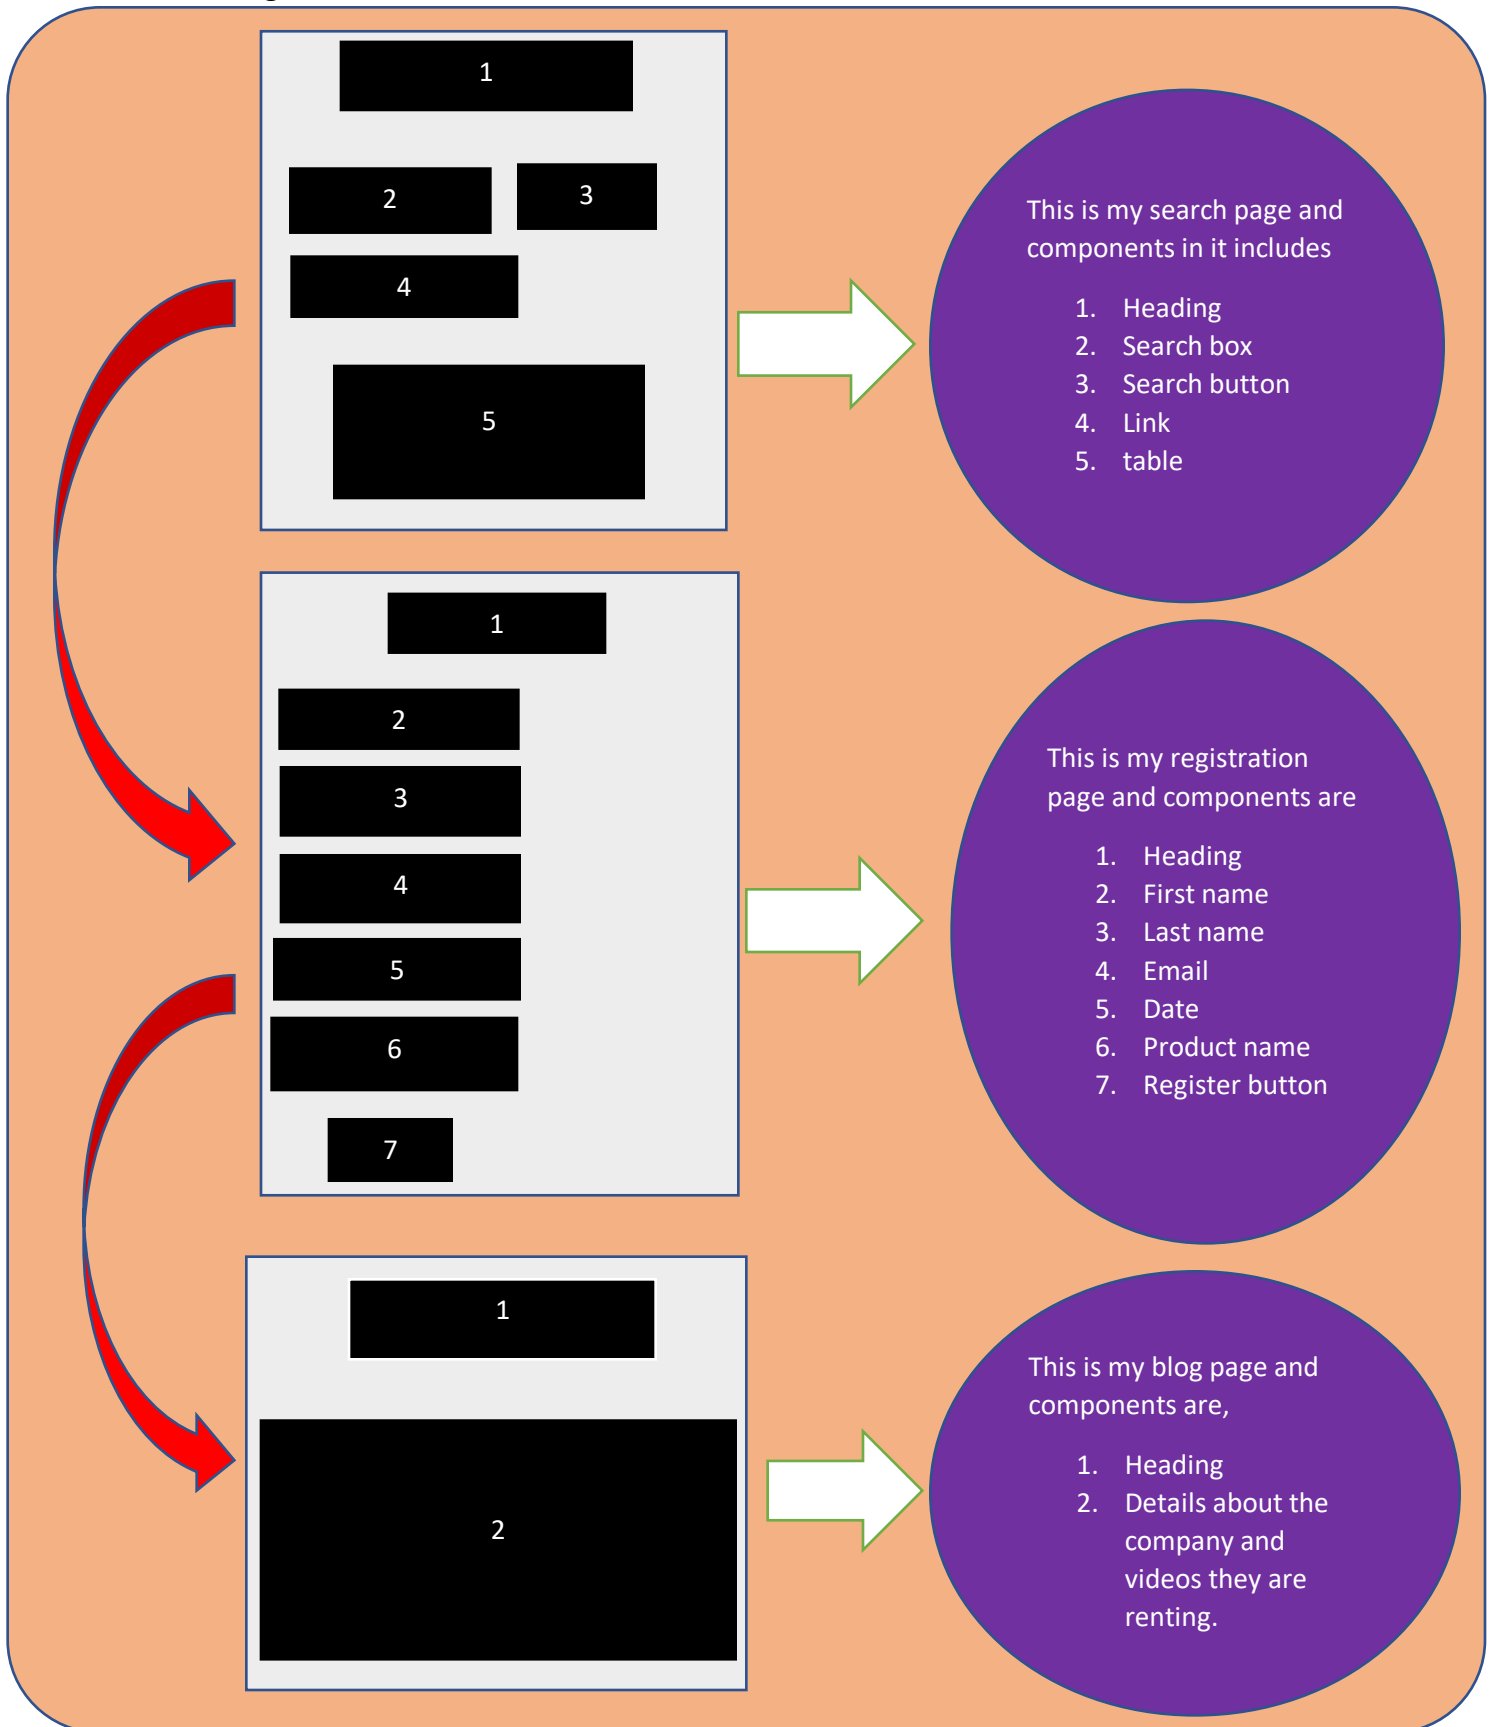 1
2
3
4
5
This is my search page and
components in it includes
1. Heading
2. Search box
3. Search button
4. Link
5. table
1
2
3
4
5
6
7
This is my registration
page and components are
1. Heading
2. First name
3. Last name
4. Email
5. Date
6. Product name
7. Register button
1
2
This is my blog page and
components are,
1. Heading
2. Details about the
company and
videos they are
renting.